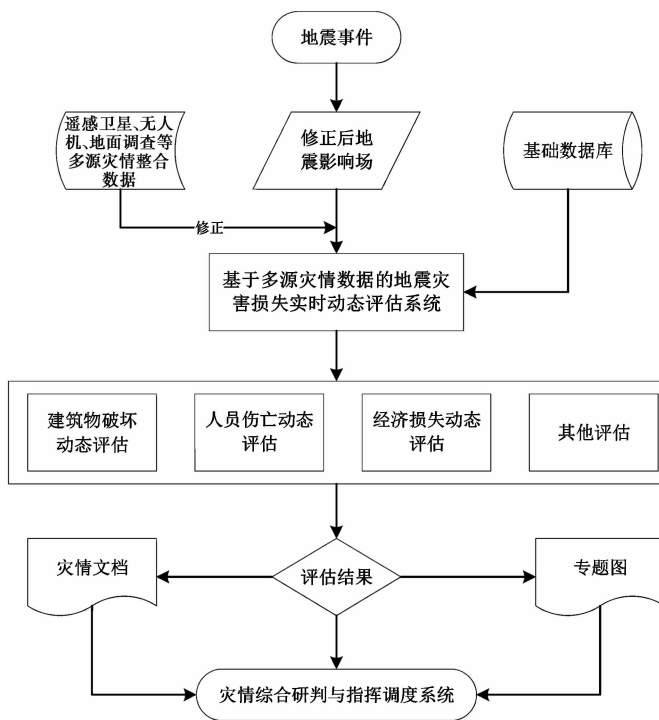 地震事件
遥感卫星、无人
机、地面调查等
多源灾情整合
数据
修正后地
震影响场
基础数据库
修正
基于多源灾情数据的地震灾
害损失实时动态评估系统
建筑物破坏
动态评估
人员伤亡动态
评估
经济损失动态
评估
其他评估
灾情文档
评估结果
专题图
灾情综合研判与指挥调度系统